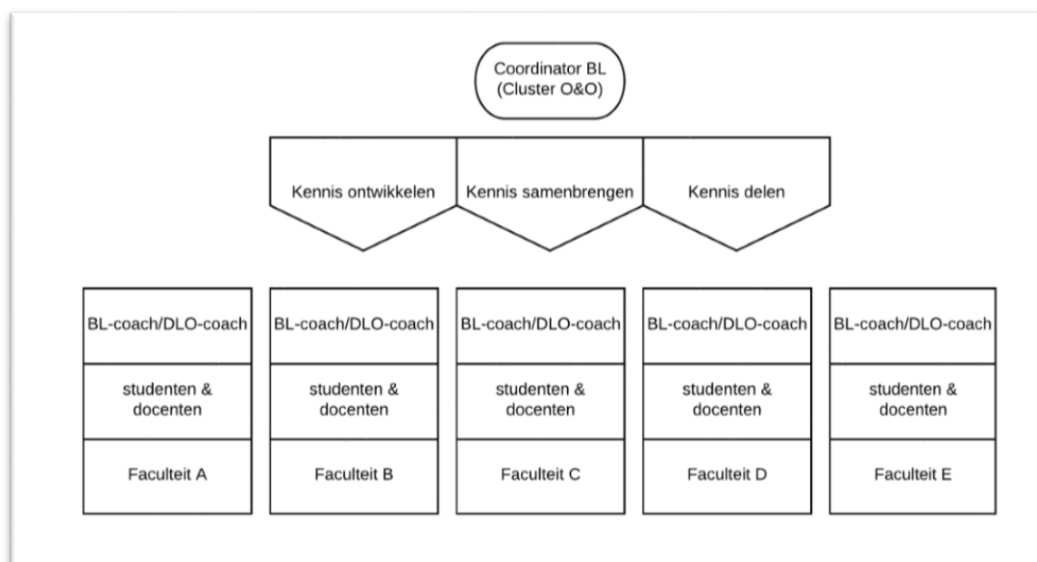 Coordinator BL
(Cluster O&O)
Kennis ontwikkelen
Kennis samenbrengen
Kennis delen
BL-coach/DLO-coach
BL-coach/DLO-coach
BL-coach/DLO-coach
BL-coach/DLO-coach
BL-coach/DLO-coach
studenten &
docenten
studenten &
docenten
studenten &
docenten
studenten &
docenten
studenten &
docenten
Faculteit A
Faculteit B
Faculteit C
Faculteit D
Faculteit E